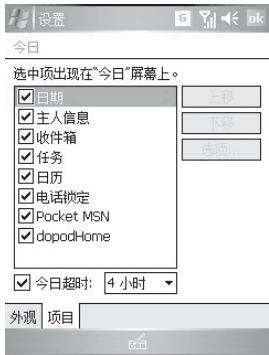 设置 G ok
今日
选中项出现在“今日”屏幕上。
日期
主人信息
收件箱
任务
日历
电话锁定
Pocket MSN
dopodHome
上移
下移
选项...
今日超时: 4 小时
外观 项目